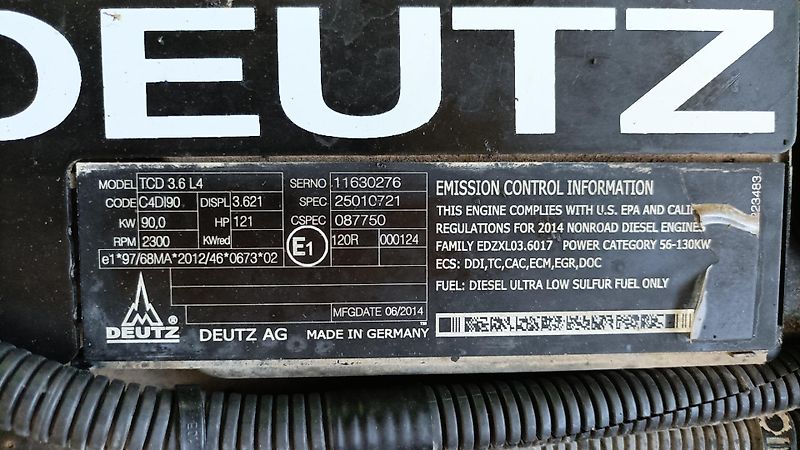 DEUTZ
MODEL TCD 3.6 L4 SERNO 11630276
CODE C4DI90 DISPL 3.621 SPEC 25010721
KW 90,0 HP 121 CSPEC 087750
RPM 2300 KWred E1 120R 000124
e1*97/68MA*2012/46*0673*02
MFGDATE 06/2014
DEUTZ® DEUTZ AG MADE IN GERMANY ™
EMISSION CONTROL INFORMATION
THIS ENGINE COMPLIES WITH U.S. EPA AND CALIF
REGULATIONS FOR 2014 NONROAD DIESEL ENGINES
FAMILY EDZXL03.6017 POWER CATEGORY 56-130KW
ECS: DDI,TC,CAC,ECM,EGR,DOC
FUEL: DIESEL ULTRA LOW SULFUR FUEL ONLY
223483